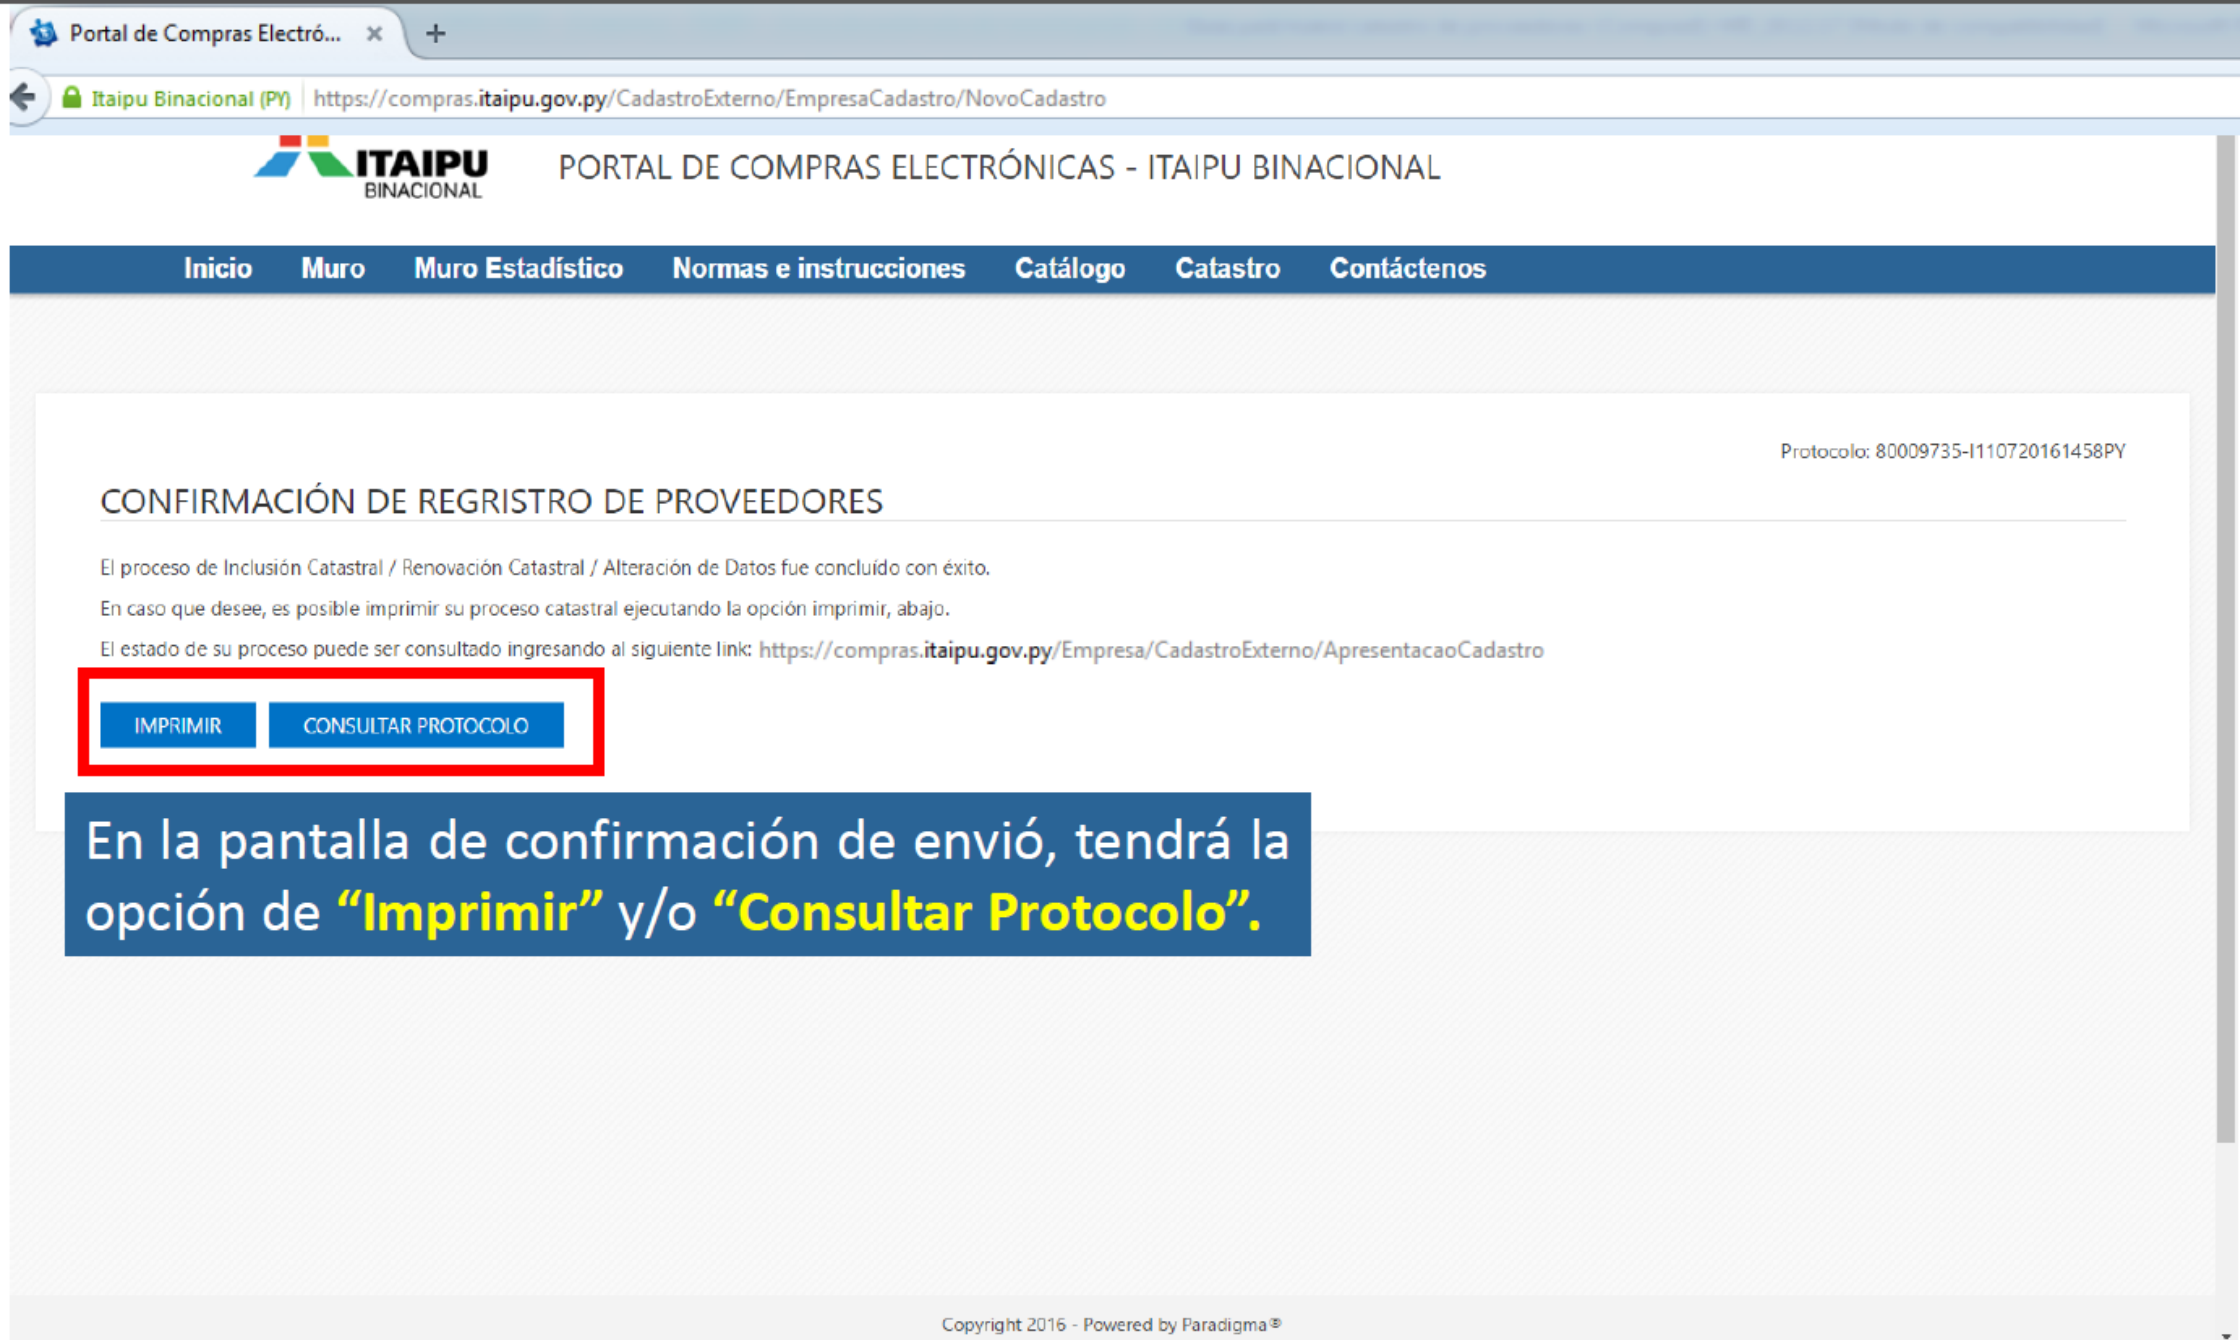 Portal de Compras Electró... × +
Itaipu Binacional (PY) https://compras.itaipu.gov.py/CadastroExterno/EmpresaCadastro/NovoCadastro
ITAIPU
BINACIONAL
PORTAL DE COMPRAS ELECTRÓNICAS - ITAIPU BINACIONAL
Inicio Muro Muro Estadístico Normas e instrucciones Catálogo Catastro Contáctenos
Protocolo: 80009735-I110720161458PY
CONFIRMACIÓN DE REGRISTRO DE PROVEEDORES
El proceso de Inclusión Catastral / Renovación Catastral / Alteración de Datos fue concluído con éxito.
En caso que desee, es posible imprimir su proceso catastral ejecutando la opción imprimir, abajo.
El estado de su proceso puede ser consultado ingresando al siguiente link: https://compras.itaipu.gov.py/Empresa/CadastroExterno/ApresentacaoCadastro
IMPRIMIR CONSULTAR PROTOCOLO
En la pantalla de confirmación de envió, tendrá la
opción de “Imprimir” y/o “Consultar Protocolo”.
Copyright 2016 - Powered by Paradigma®